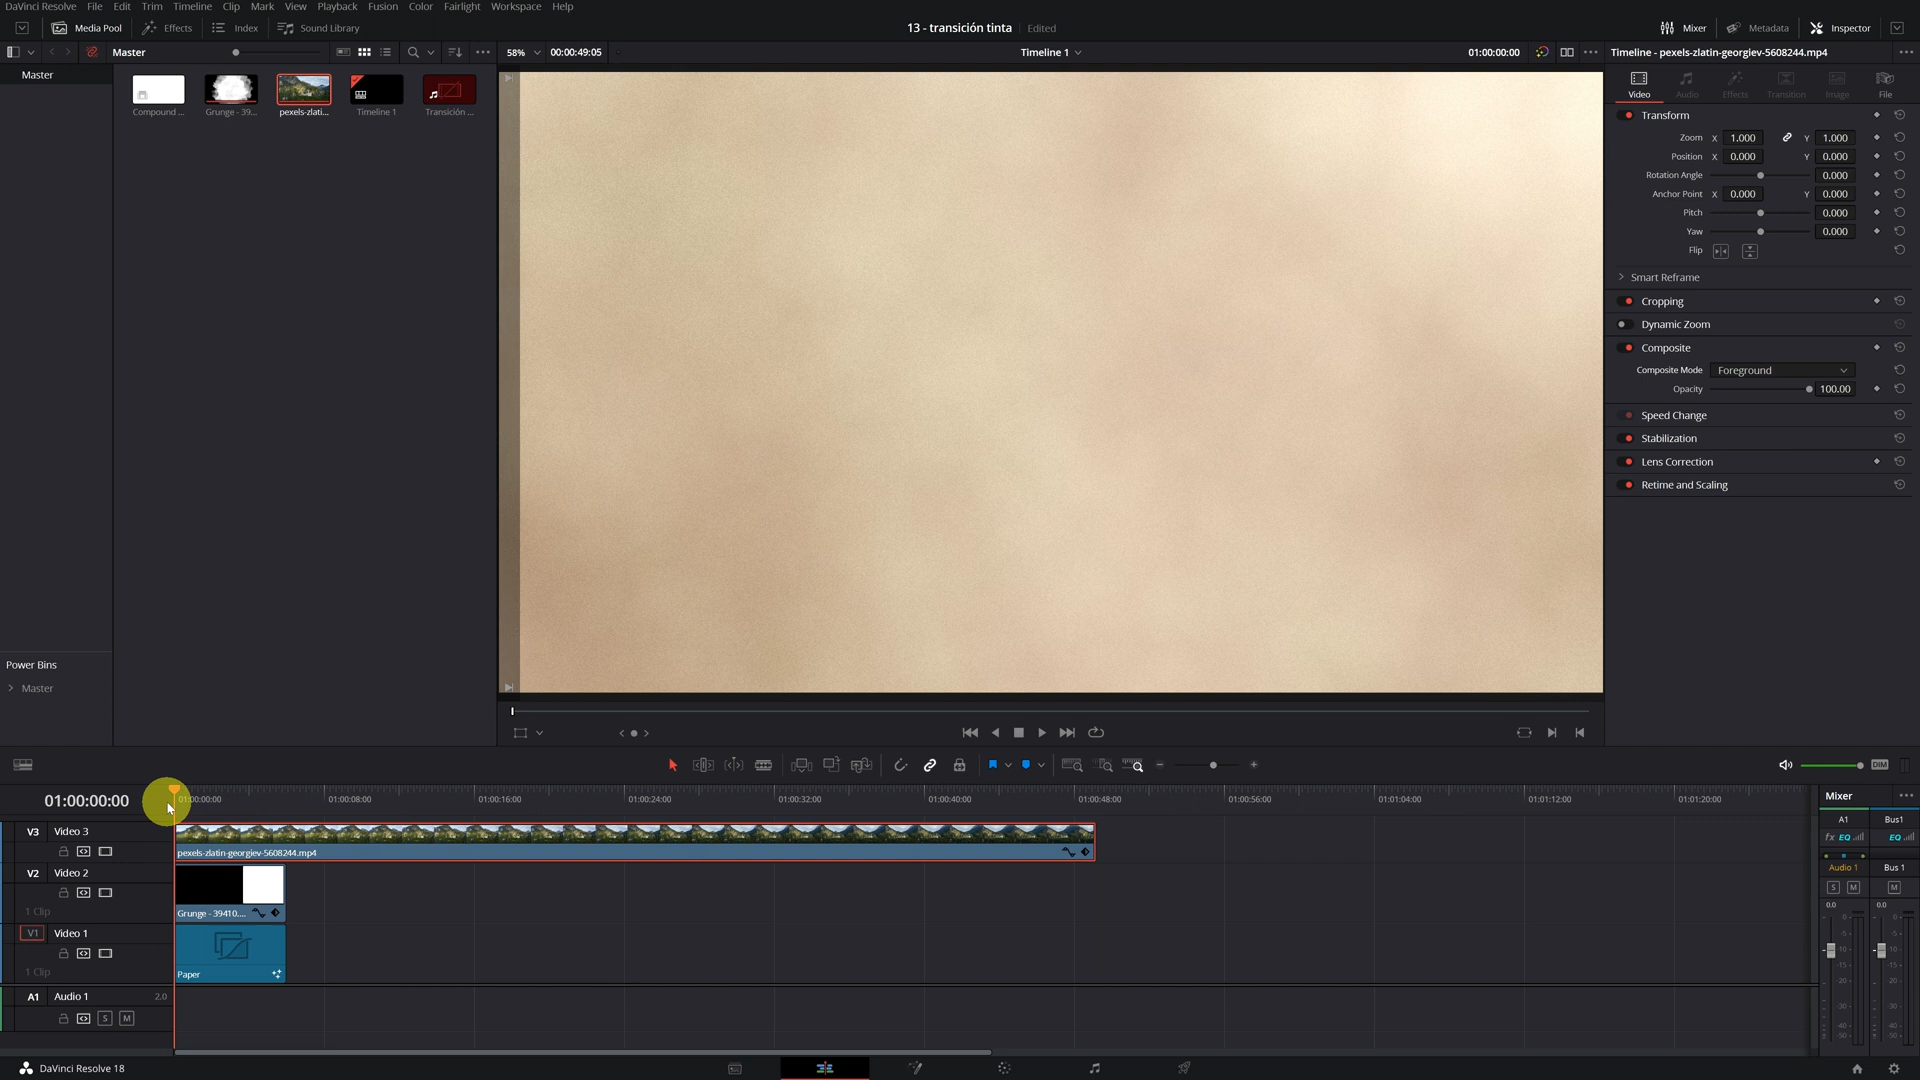 DaVinci Resolve File Edit Trim Timeline Clip Mark View Playback Fusion Color Fairlight Workspace Help
Media Pool Effects Index Sound Library 13 - transición tinta Edited Mixer Metadata Inspector
Master 58% 00:00:49:05 Timeline 1 01:00:00:00 Timeline - pexels-zlatin-georgiev-5608244.mp4
Master
Compound ... Grunge - 39... pexels-zlati... Timeline 1 Transición ...
Power Bins
Master
Video Audio Effects Transition Image File
Transform
Zoom X 1.000 Y 1.000
Position X 0.000 Y 0.000
Rotation Angle 0.000
Anchor Point X 0.000 Y 0.000
Pitch 0.000
Yaw 0.000
Flip
Smart Reframe
Cropping
Dynamic Zoom
Composite
Composite Mode Foreground
Opacity 100.00
Speed Change
Stabilization
Lens Correction
Retime and Scaling
DIM
01:00:00:00 01:00:00:00 01:00:08:00 01:00:16:00 01:00:24:00 01:00:32:00 01:00:40:00 01:00:48:00 01:00:56:00 01:01:04:00 01:01:12:00 01:01:20:00
V3 Video 3
pexels-zlatin-georgiev-5608244.mp4
V2 Video 2
1 Clip
Grunge - 39410....
V1 Video 1
1 Clip
Paper
A1 Audio 1 2.0
S M
Mixer
A1 Bus1
fx EQ EQ
Audio 1 Bus 1
S M M
0.0 0.0
DaVinci Resolve 18